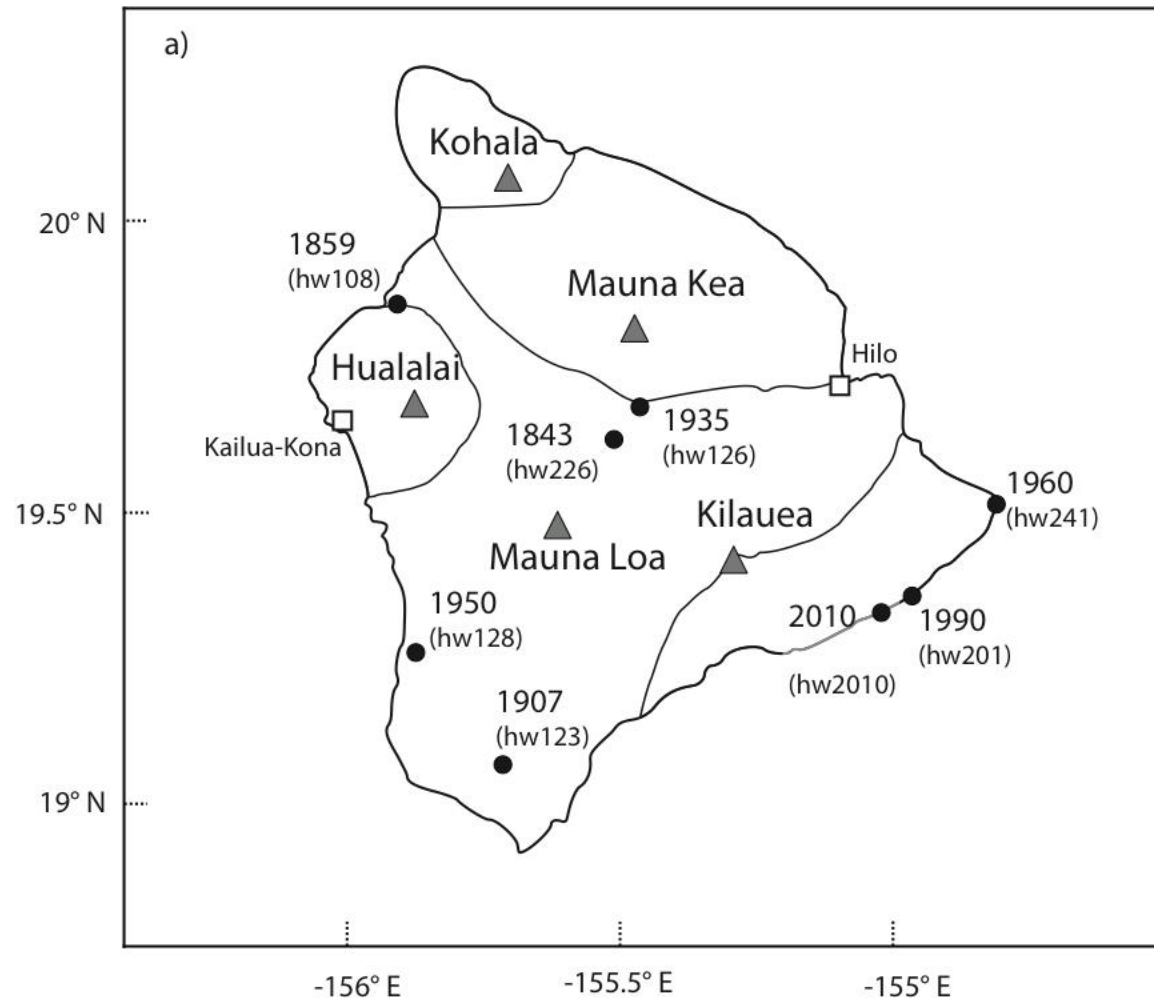 a)
Kohala
20° N
1859
(hw108)
Mauna Kea
Hilo
Hualalai
1935
(hw126)
1843
(hw226)
Kailua-Kona
1960
(hw241)
19.5° N
Kilauea
Mauna Loa
1950
(hw128)
2010
1990
(hw201)
(hw2010)
1907
(hw123)
19° N
-156° E
-155.5° E
-155° E